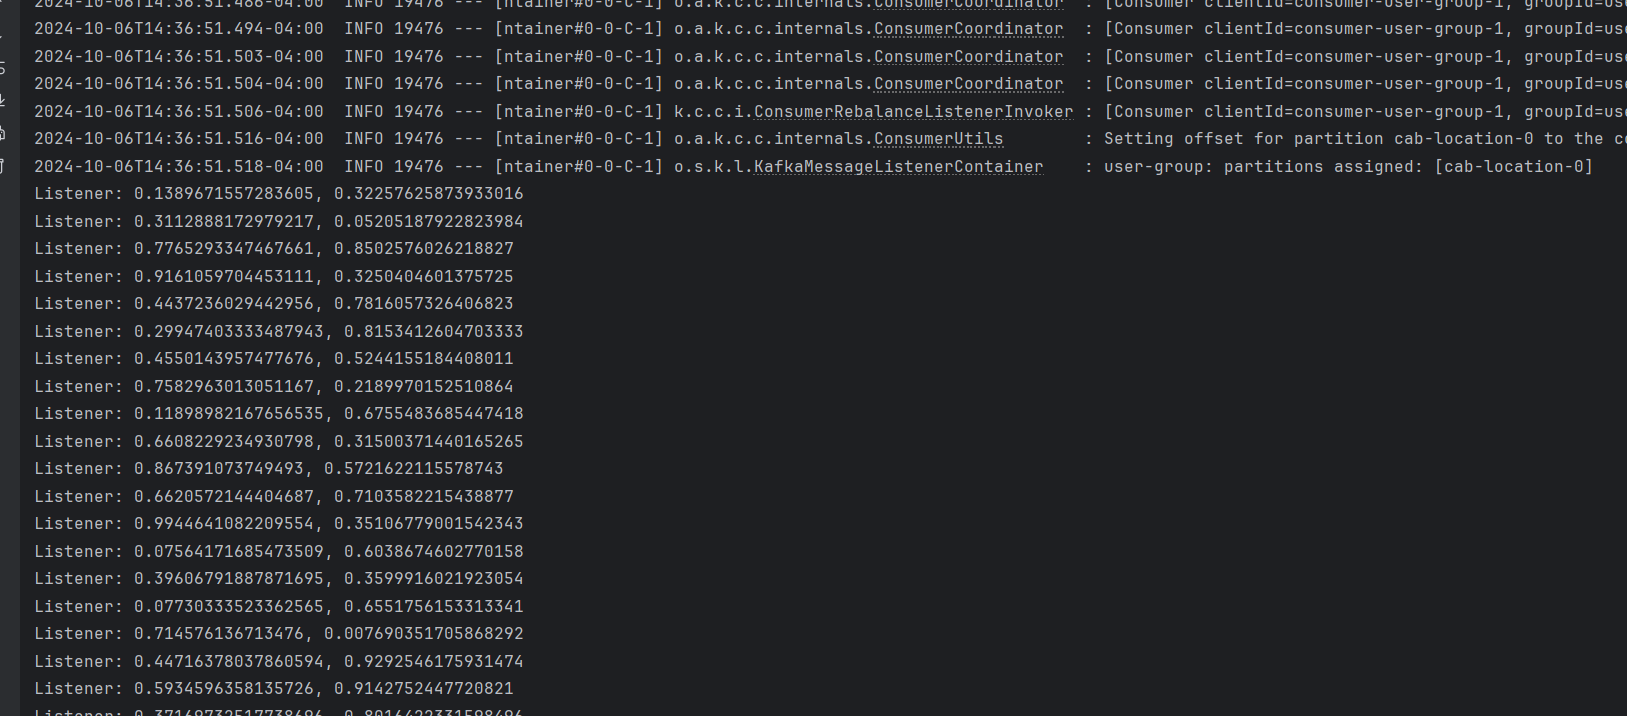 2024-10-06T14:36:51.486-04:00  INFO 19476 --- [ntainer#0-0-C-1] o.a.k.c.c.internals.ConsumerCoordinator  : [Consumer clientId=consumer-user-group-1, groupId=use
2024-10-06T14:36:51.494-04:00  INFO 19476 --- [ntainer#0-0-C-1] o.a.k.c.c.internals.ConsumerCoordinator  : [Consumer clientId=consumer-user-group-1, groupId=use
2024-10-06T14:36:51.503-04:00  INFO 19476 --- [ntainer#0-0-C-1] o.a.k.c.c.internals.ConsumerCoordinator  : [Consumer clientId=consumer-user-group-1, groupId=use
2024-10-06T14:36:51.504-04:00  INFO 19476 --- [ntainer#0-0-C-1] o.a.k.c.c.internals.ConsumerCoordinator  : [Consumer clientId=consumer-user-group-1, groupId=use
2024-10-06T14:36:51.506-04:00  INFO 19476 --- [ntainer#0-0-C-1] k.c.c.i.ConsumerRebalanceListenerInvoker : [Consumer clientId=consumer-user-group-1, groupId=use
2024-10-06T14:36:51.516-04:00  INFO 19476 --- [ntainer#0-0-C-1] o.a.k.c.c.internals.ConsumerUtils        : Setting offset for partition cab-location-0 to the co
2024-10-06T14:36:51.518-04:00  INFO 19476 --- [ntainer#0-0-C-1] o.s.k.l.KafkaMessageListenerContainer    : user-group: partitions assigned: [cab-location-0]
Listener: 0.1389671557283605, 0.32257625873933016
Listener: 0.3112888172979217, 0.05205187922823984
Listener: 0.7765293347467661, 0.8502576026218827
Listener: 0.9161059704453111, 0.3250404601375725
Listener: 0.4437236029442956, 0.7816057326406823
Listener: 0.29947403333487943, 0.8153412604703333
Listener: 0.4550143957477676, 0.5244155184408011
Listener: 0.7582963013051167, 0.2189970152510864
Listener: 0.11898982167656535, 0.6755483685447418
Listener: 0.6608229234930798, 0.31500371440165265
Listener: 0.867391073749493, 0.5721622115578743
Listener: 0.6620572144404687, 0.7103582215438877
Listener: 0.9944641082209554, 0.35106779001542343
Listener: 0.07564171685473509, 0.6038674602770158
Listener: 0.39606791887871695, 0.3599916021923054
Listener: 0.07730333523362565, 0.6551756153313341
Listener: 0.714576136713476, 0.007690351705868292
Listener: 0.44716378037860594, 0.9292546175931474
Listener: 0.5934596358135726, 0.9142752447720821
Listener: